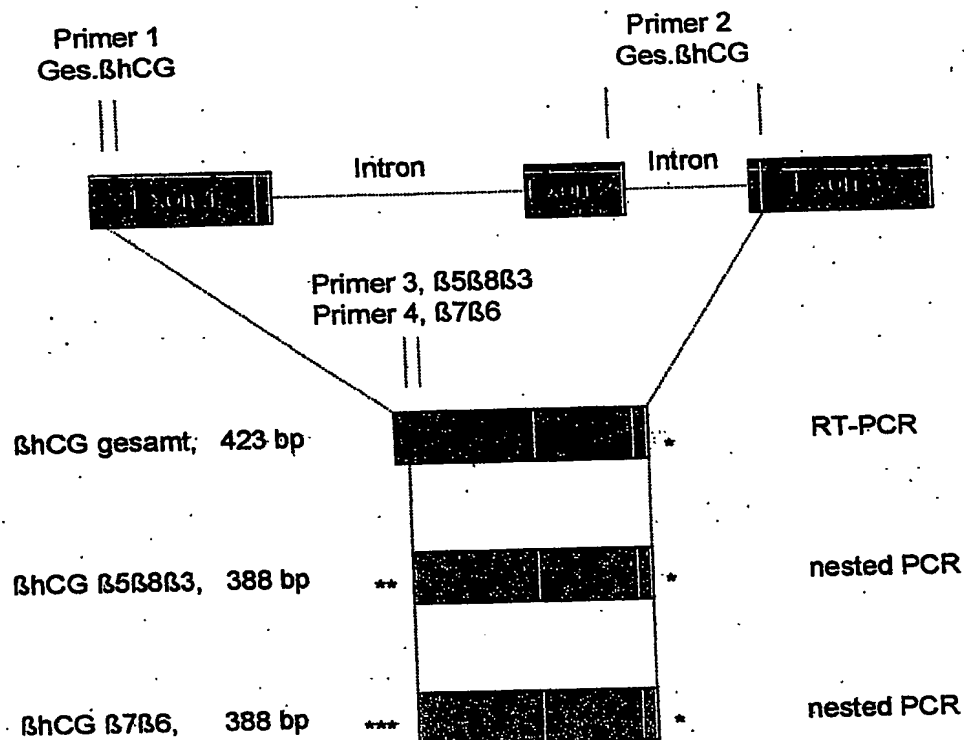 Primer 1
Ges.ßhCG
Primer 2
Ges.ßhCG
Intron
Intron
Primer 3, ß5ß8ß3
Primer 4, ß7ß6
ßhCG gesamt, 423 bp
*
RT-PCR
ßhCG ß5ß8ß3, 388 bp
**
*
nested PCR
ßhCG ß7ß6, 388 bp
***
*
nested PCR